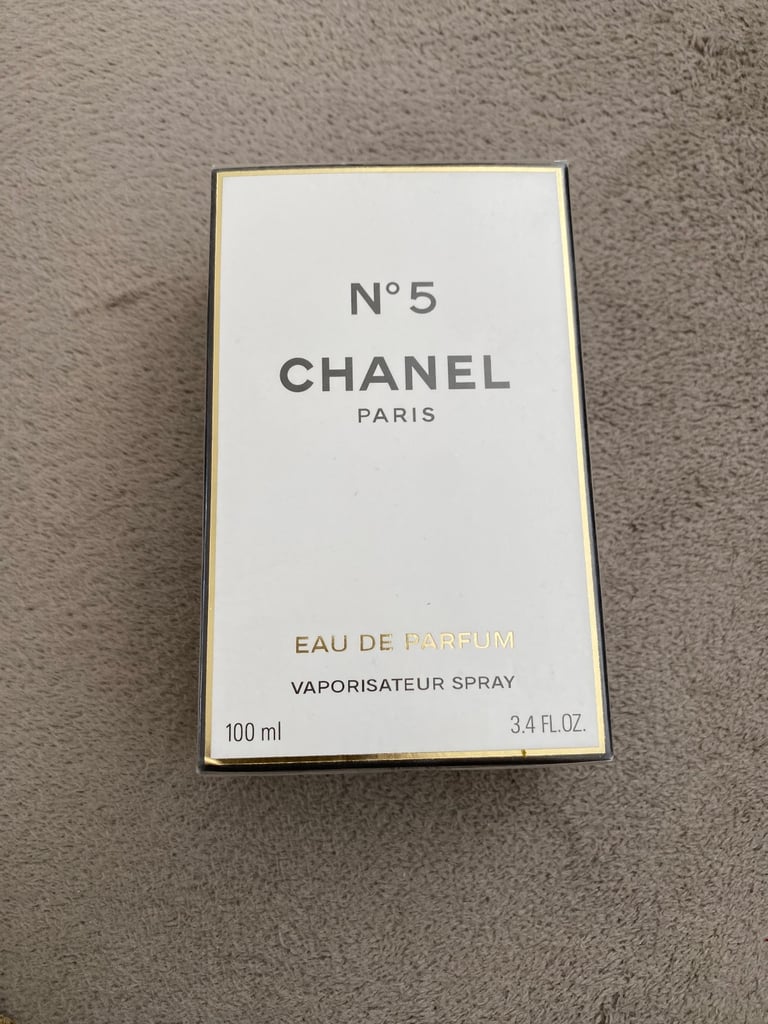 N°5
CHANEL
PARIS
EAU DE PARFUM
VAPORISATEUR SPRAY
100 ml 3.4 FL.OZ.